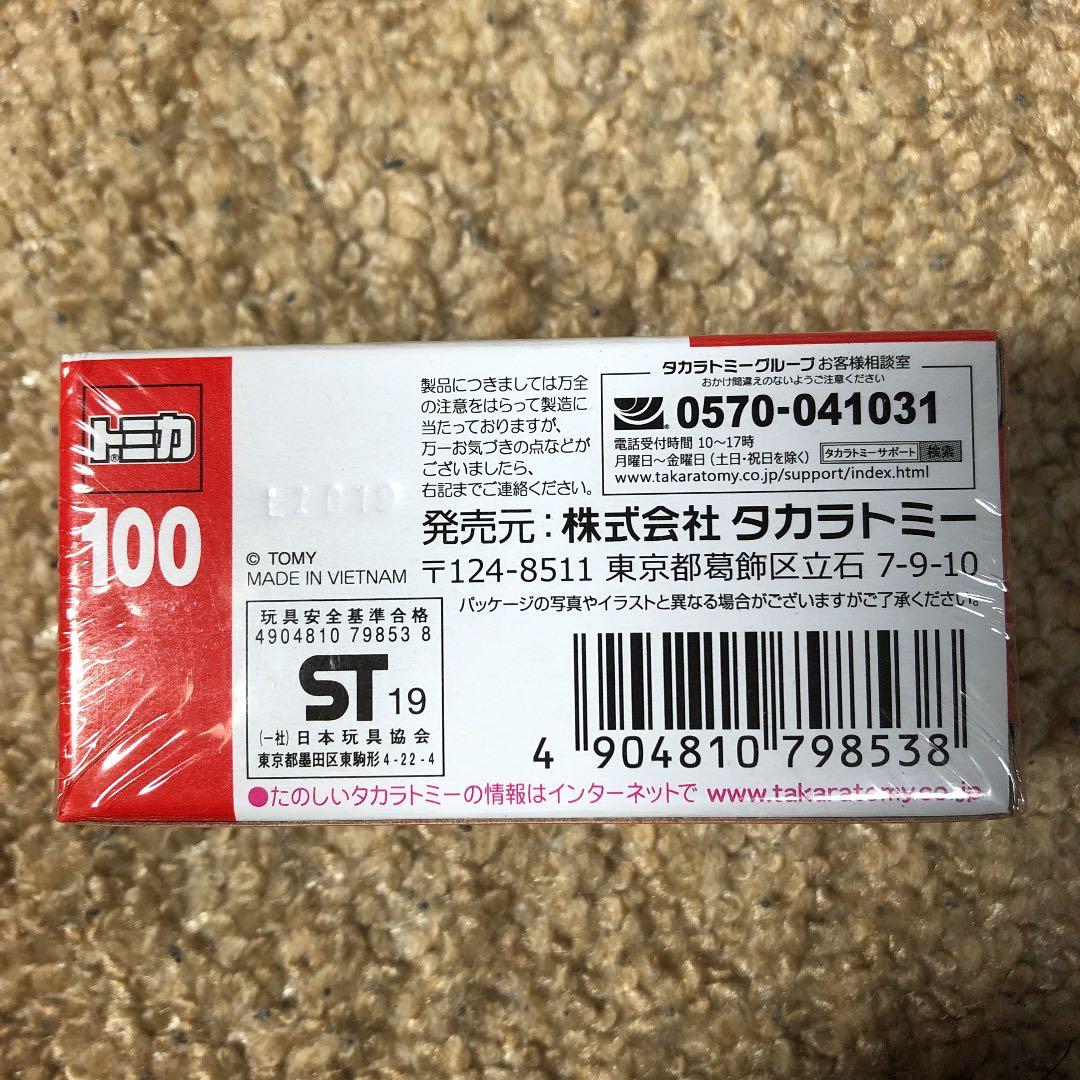 トミカ®
100
製品につきましては万全
の注意をはらって製造に
当たっておりますが、
万一お気づきの点などが
ございましたら、
右記までご連絡ください。
タカラトミーグループ お客様相談室
おかけ間違えのないようご注意ください
0570-041031
電話受付時間 10〜17時
月曜日〜金曜日 (土日・祝日を除く) タカラトミーサポート 検索
www.takaratomy.co.jp/support/index.html
発売元 : 株式会社 タカラトミー
〒124-8511 東京都葛飾区立石 7-9-10
パッケージの写真やイラストと異なる場合がございますがご了承ください。
© TOMY
MADE IN VIETNAM
玩具安全基準合格
4904810 79853 8
ST 19
(一社) 日本玩具協会
東京都墨田区東駒形 4-22-4
4 904810 798538
●たのしいタカラトミーの情報はインターネットで www.takaratomy.co.jp